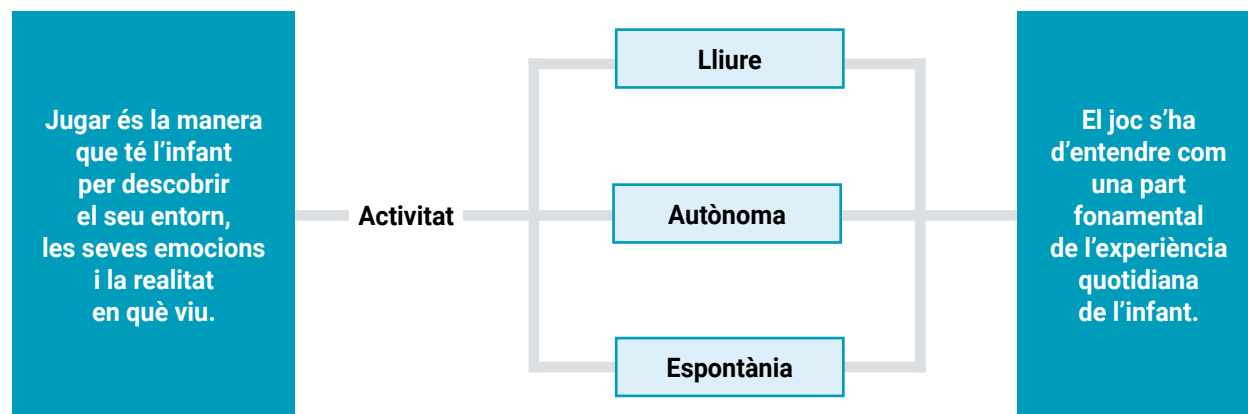 Jugar és la manera
que té l’infant
per descobrir
el seu entorn,
les seves emocions
i la realitat
en què viu.
Activitat
Lliure
Autònoma
Espontània
El joc s’ha
d’entendre com
una part
fonamental
de l’experiència
quotidiana
de l’infant.